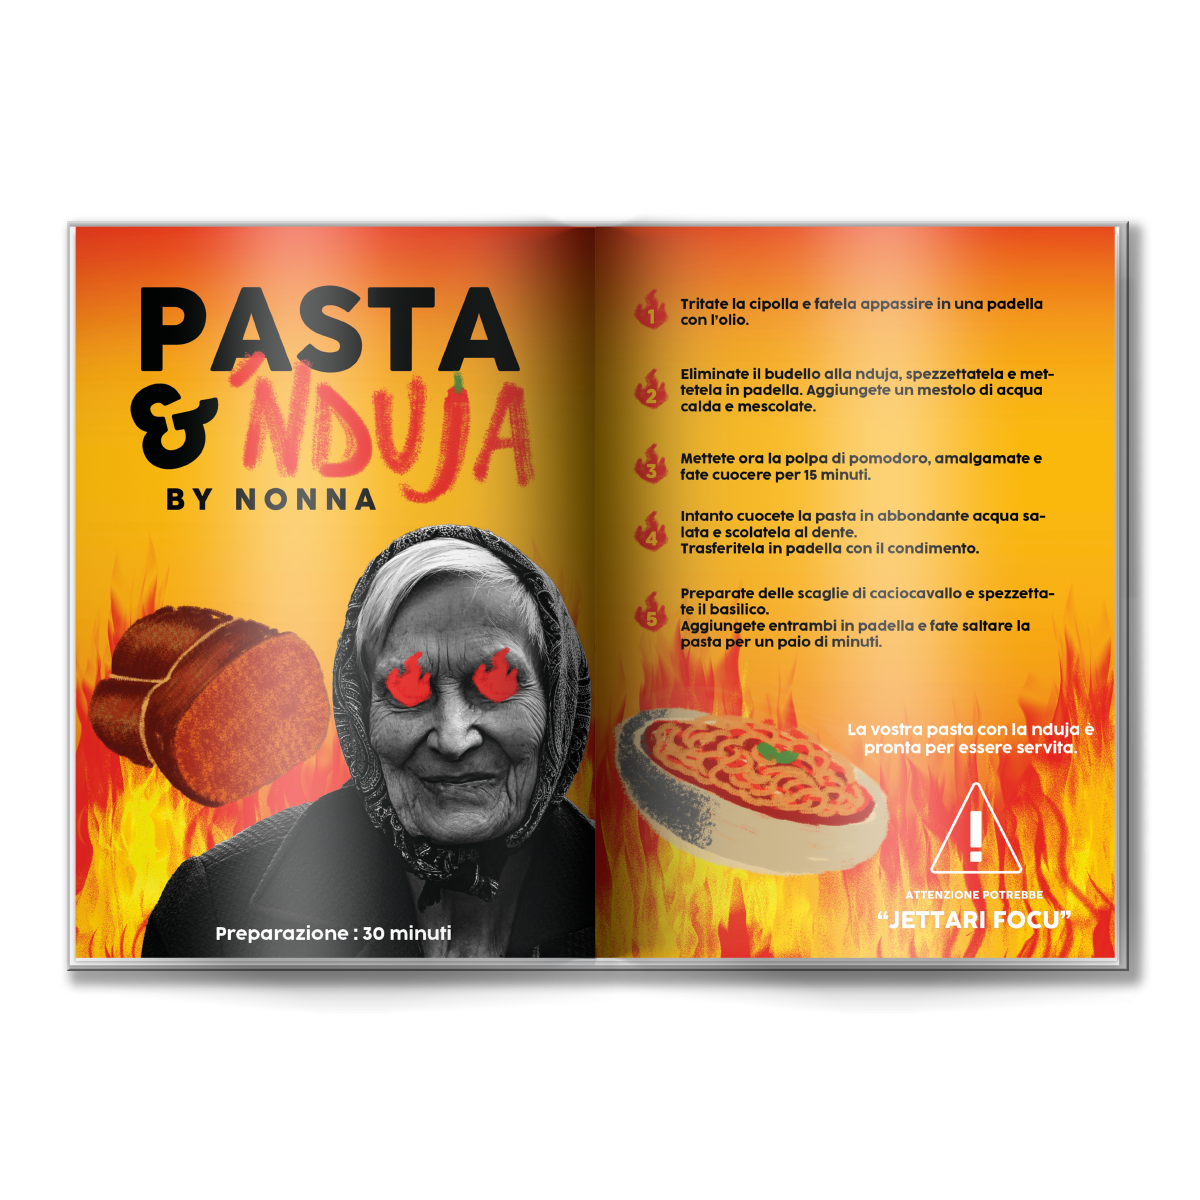 PASTA
& 'NDUJA
BY NONNA
Preparazione : 30 minuti
1
Tritate la cipolla e fatela appassire in una padella
con l'olio.
2
Eliminate il budello alla nduja, spezzettatela e met-
tetela in padella. Aggiungete un mestolo di acqua
calda e mescolate.
3
Mettete ora la polpa di pomodoro, amalgamate e
fate cuocere per 15 minuti.
4
Intanto cuocete la pasta in abbondante acqua sa-
lata e scolatela al dente.
Trasferitela in padella con il condimento.
5
Preparate delle scaglie di caciocavallo e spezzetta-
te il basilico.
Aggiungete entrambi in padella e fate saltare la
pasta per un paio di minuti.
La vostra pasta con la nduja è
pronta per essere servita.
!
ATTENZIONE POTREBBE
“JETTARI FOCU”